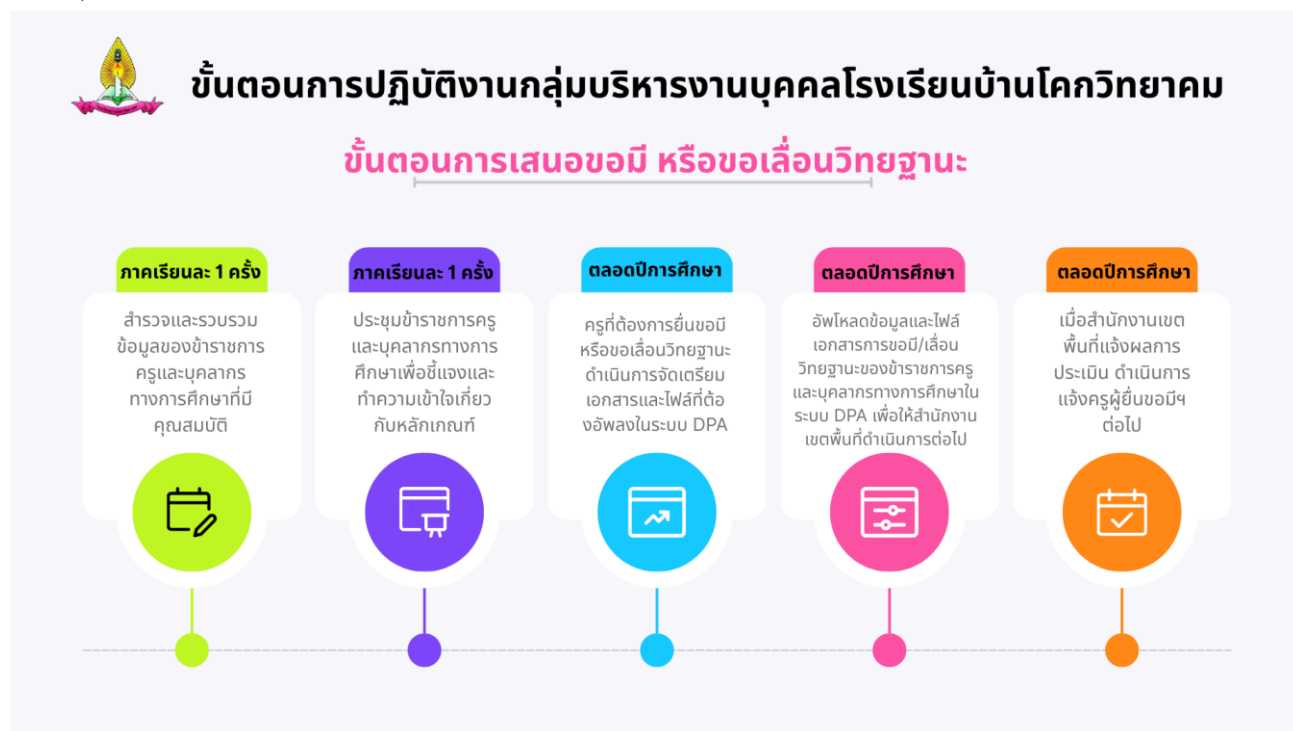 ขั้นตอนการปฏิบัติงานกลุ่มบริหารงานบุคคลโรงเรียนบ้านโคกวิทยาคม
ขั้นตอนการเสนอขอมี หรือขอเลื่อนวิทยฐานะ
ภาคเรียนละ 1 ครั้ง
สำรวจและรวบรวม
ข้อมูลของข้าราชการ
ครูและบุคลากร
ทางการศึกษาที่มี
คุณสมบัติ
ภาคเรียนละ 1 ครั้ง
ประชุมข้าราชการครู
และบุคลากรทางการ
ศึกษาเพื่อชี้แจงและ
ทำความเข้าใจเกี่ยว
กับหลักเกณฑ์
ตลอดปีการศึกษา
ครูที่ต้องการยื่นขอมี
หรือขอเลื่อนวิทยฐานะ
ดำเนินการจัดเตรียม
เอกสารและไฟล์ที่ต้อ
งอัพลงในระบบ DPA
ตลอดปีการศึกษา
อัพโหลดข้อมูลและไฟล์
เอกสารการขอมี/เลื่อน
วิทยฐานะของข้าราชการครู
และบุคลากรทางการศึกษาใน
ระบบ DPA เพื่อให้สำนักงาน
เขตพื้นที่ดำเนินการต่อไป
ตลอดปีการศึกษา
เมื่อสำนักงานเขต
พื้นที่แจ้งผลการ
ประเมิน ดำเนินการ
แจ้งครูผู้ยื่นขอมีฯ
ต่อไป